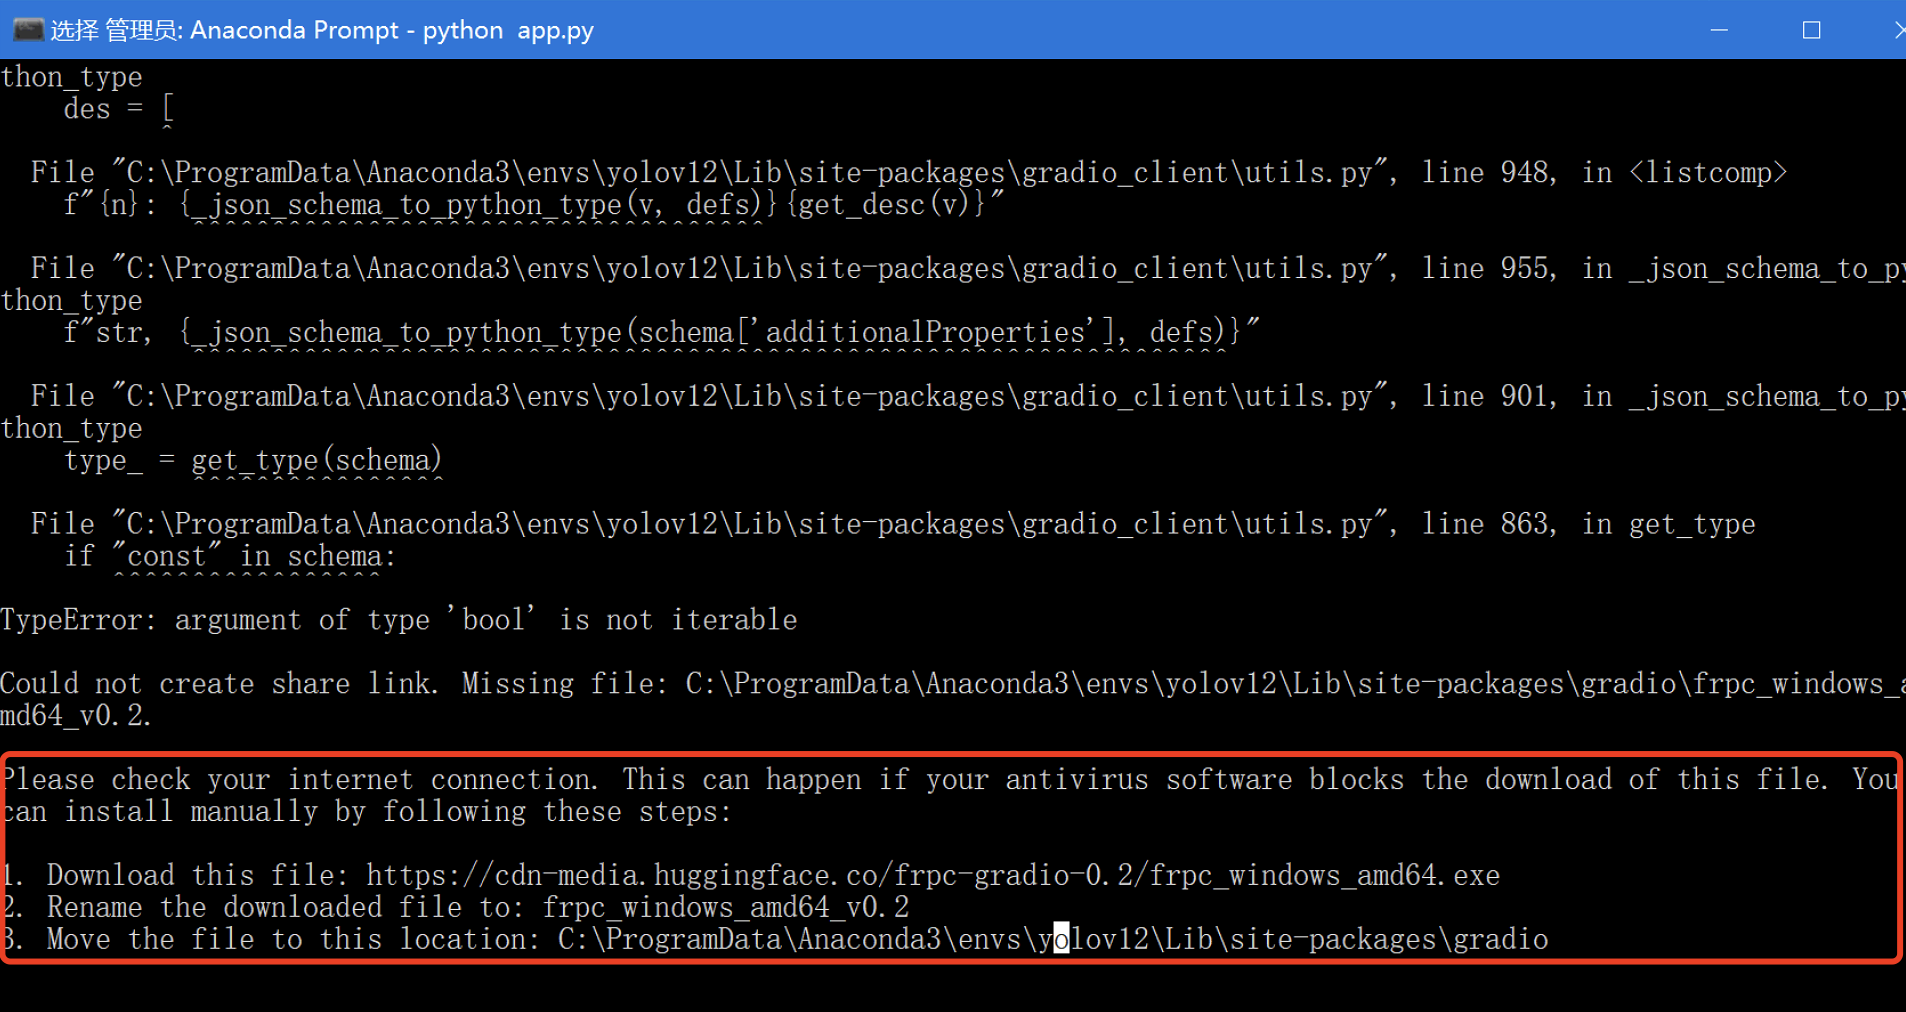 选择 管理员: Anaconda Prompt - python  app.py
thon_type
    des = [
          ^
  File "C:\ProgramData\Anaconda3\envs\yolov12\Lib\site-packages\gradio_client\utils.py", line 948, in <listcomp>
    f"{n}: {_json_schema_to_python_type(v, defs)}{get_desc(v)}"
            ^^^^^^^^^^^^^^^^^^^^^^^^^^^^^^^^^^^^
  File "C:\ProgramData\Anaconda3\envs\yolov12\Lib\site-packages\gradio_client\utils.py", line 955, in _json_schema_to_py
thon_type
    f"str, {_json_schema_to_python_type(schema['additionalProperties'], defs)}"
            ^^^^^^^^^^^^^^^^^^^^^^^^^^^^^^^^^^^^^^^^^^^^^^^^^^^^^^^^^^^^^^^^^
  File "C:\ProgramData\Anaconda3\envs\yolov12\Lib\site-packages\gradio_client\utils.py", line 901, in _json_schema_to_py
thon_type
    type_ = get_type(schema)
            ^^^^^^^^^^^^^^^^
  File "C:\ProgramData\Anaconda3\envs\yolov12\Lib\site-packages\gradio_client\utils.py", line 863, in get_type
    if "const" in schema:
       ^^^^^^^^^^^^^^^^^
TypeError: argument of type 'bool' is not iterable
Could not create share link. Missing file: C:\ProgramData\Anaconda3\envs\yolov12\Lib\site-packages\gradio\frpc_windows_a
md64_v0.2.
Please check your internet connection. This can happen if your antivirus software blocks the download of this file. You
can install manually by following these steps:
1. Download this file: https://cdn-media.huggingface.co/frpc-gradio-0.2/frpc_windows_amd64.exe
2. Rename the downloaded file to: frpc_windows_amd64_v0.2
3. Move the file to this location: C:\ProgramData\Anaconda3\envs\yolov12\Lib\site-packages\gradio